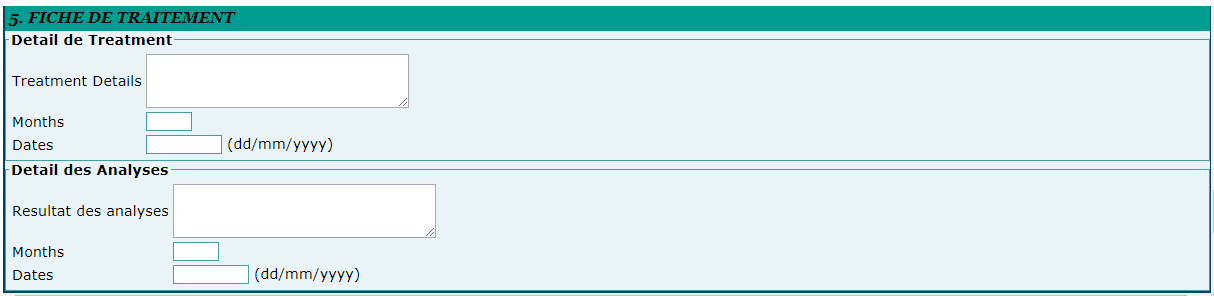 5. FICHE DE TRAITEMENT
Detail de Treatment
Treatment Details
Months
Dates (dd/mm/yyyy)
Detail des Analyses
Resultat des analyses
Months
Dates (dd/mm/yyyy)